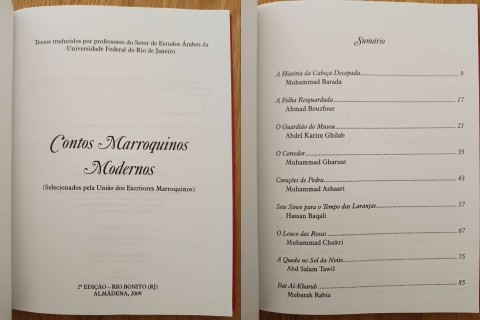 Textos traduzidos por professores do Setor de Estudos Árabes da
Universidade Federal do Rio de Janeiro
Contos Marroquinos
Modernos
(Selecionados pela União dos Escritores Marroquinos)
2ª EDIÇÃO – RIO BONITO (RJ)
ALMÁDENA, 2009
Sumário
A História da Cabeça Decepada 9
Muhammad Barada
A Folha Resguardada 17
Ahmad Bouzfour
O Guardião do Museu 21
Abdel Karim Ghilab
O Corredor 35
Muhammad Gharnat
Corações de Pedra 43
Muhammad Ashaari
Sete Sinos para o Tempo das Laranjas 57
Hassan Baqali
O Louco das Rosas 67
Muhammad Chukri
A Queda no Sol da Noite 75
Abd Salam Tawil
Bat Al-Kharub 85
Mubarak Rabia